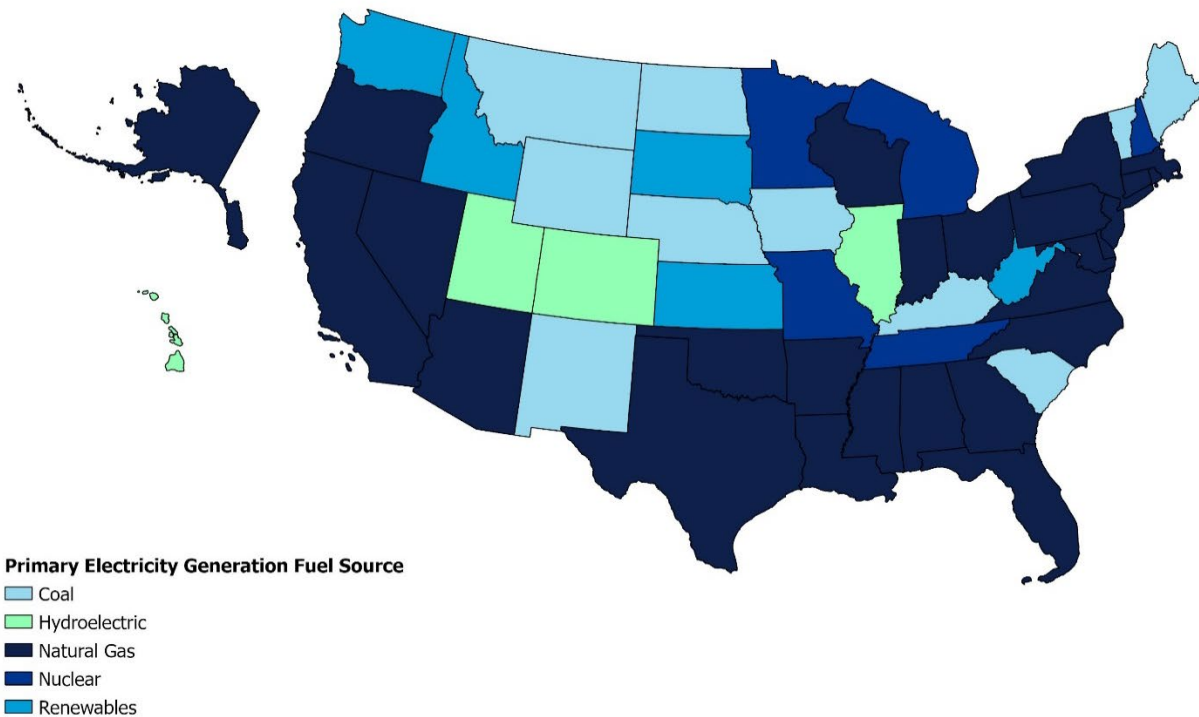 Primary Electricity Generation Fuel Source
Coal
Hydroelectric
Natural Gas
Nuclear
Renewables